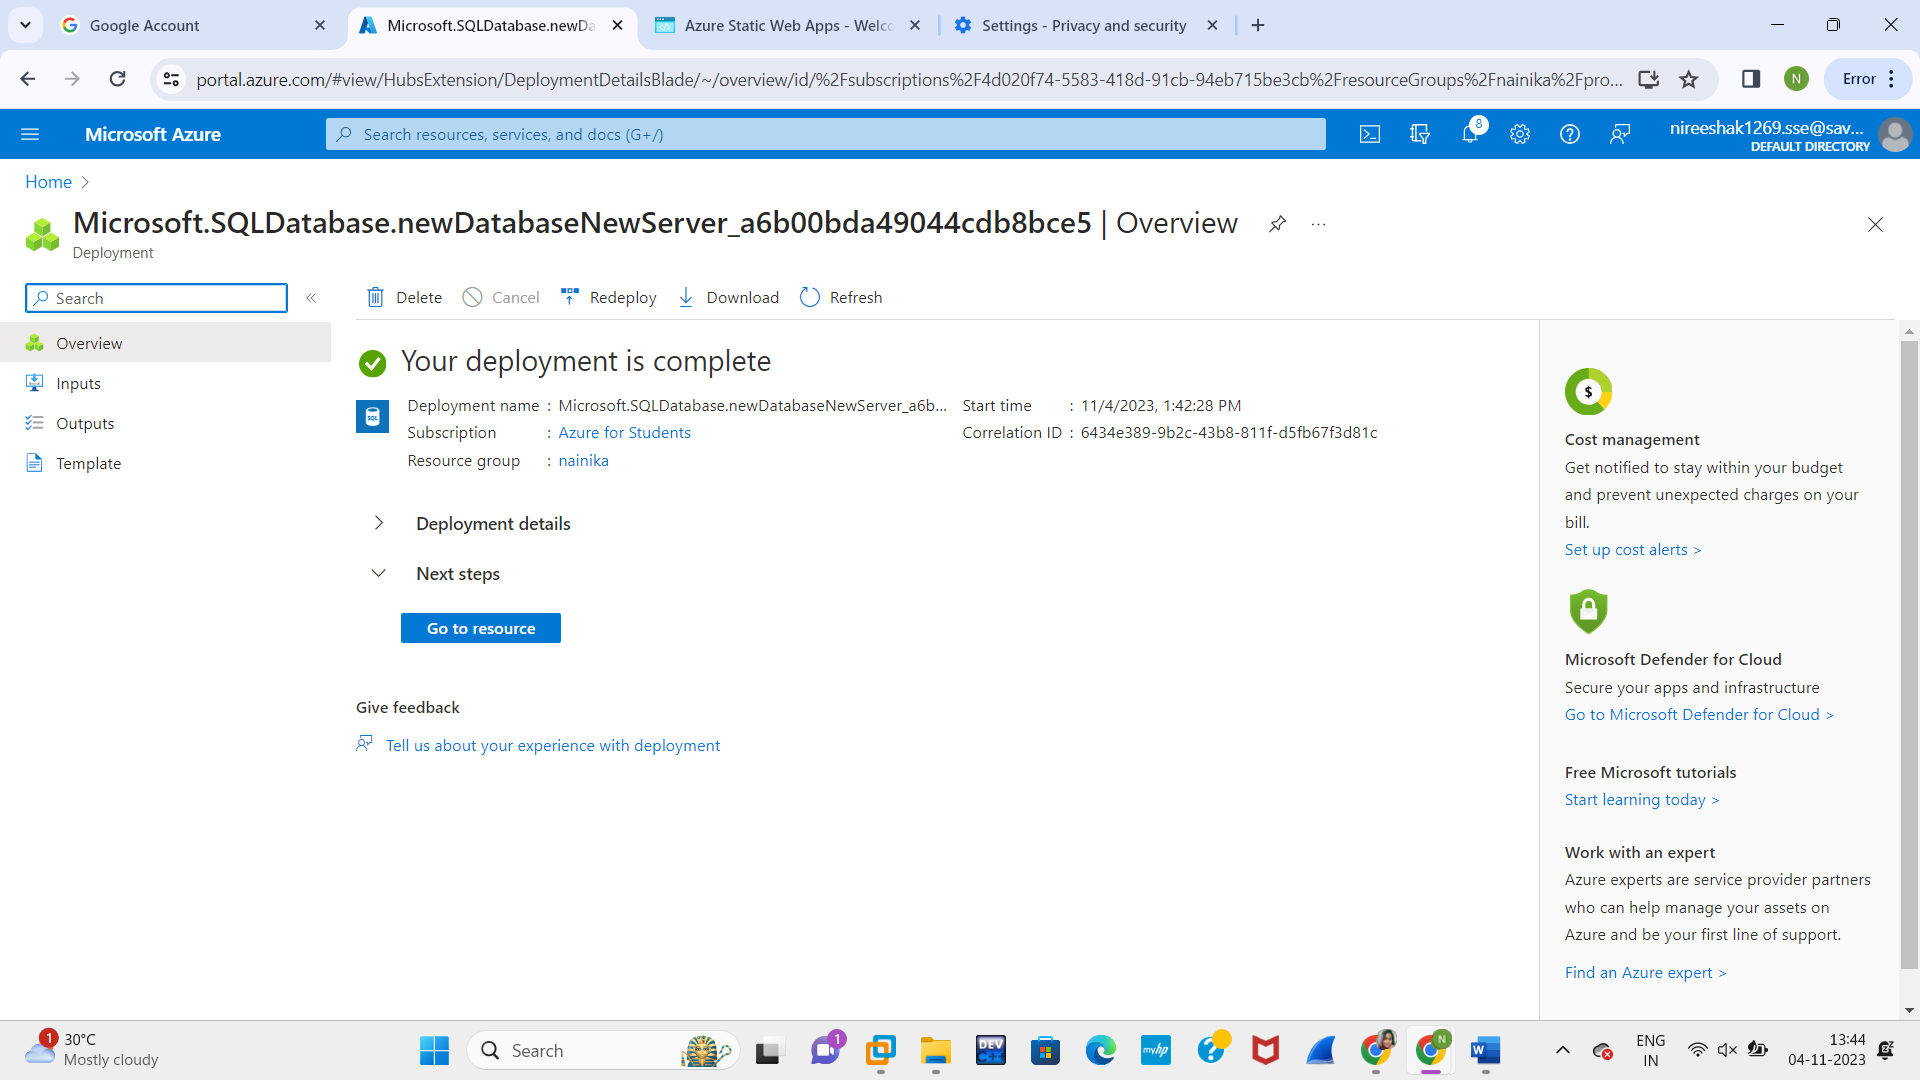 Google Account
Microsoft.SQLDatabase.newDa
Azure Static Web Apps - Welco
Settings - Privacy and security
portal.azure.com/#view/HubsExtension/DeploymentDetailsBlade/~/overview/id/%2Fsubscriptions%2F4d020f74-5583-418d-91cb-94eb715be3cb%2FresourceGroups%2Fnainika%2Fpro...
N
Error
Microsoft Azure
Search resources, services, and docs (G+/)
8
nireeshak1269.sse@sav...
DEFAULT DIRECTORY
Home
Microsoft.SQLDatabase.newDatabaseNewServer_a6b00bda49044cdb8bce5 | Overview
Deployment
Search
Delete
Cancel
Redeploy
Download
Refresh
Overview
Inputs
Outputs
Template
Your deployment is complete
SQL
Deployment name : Microsoft.SQLDatabase.newDatabaseNewServer_a6b...
Subscription : Azure for Students
Resource group : nainika
Start time : 11/4/2023, 1:42:28 PM
Correlation ID : 6434e389-9b2c-43b8-811f-d5fb67f3d81c
Deployment details
Next steps
Go to resource
Give feedback
Tell us about your experience with deployment
$
Cost management
Get notified to stay within your budget
and prevent unexpected charges on your
bill.
Set up cost alerts >
Microsoft Defender for Cloud
Secure your apps and infrastructure
Go to Microsoft Defender for Cloud >
Free Microsoft tutorials
Start learning today >
Work with an expert
Azure experts are service provider partners
who can help manage your assets on
Azure and be your first line of support.
Find an Azure expert >
1
30°C
Mostly cloudy
Search
1
DEV
C++
myhp
?
N
W
ENG
IN
13:44
04-11-2023